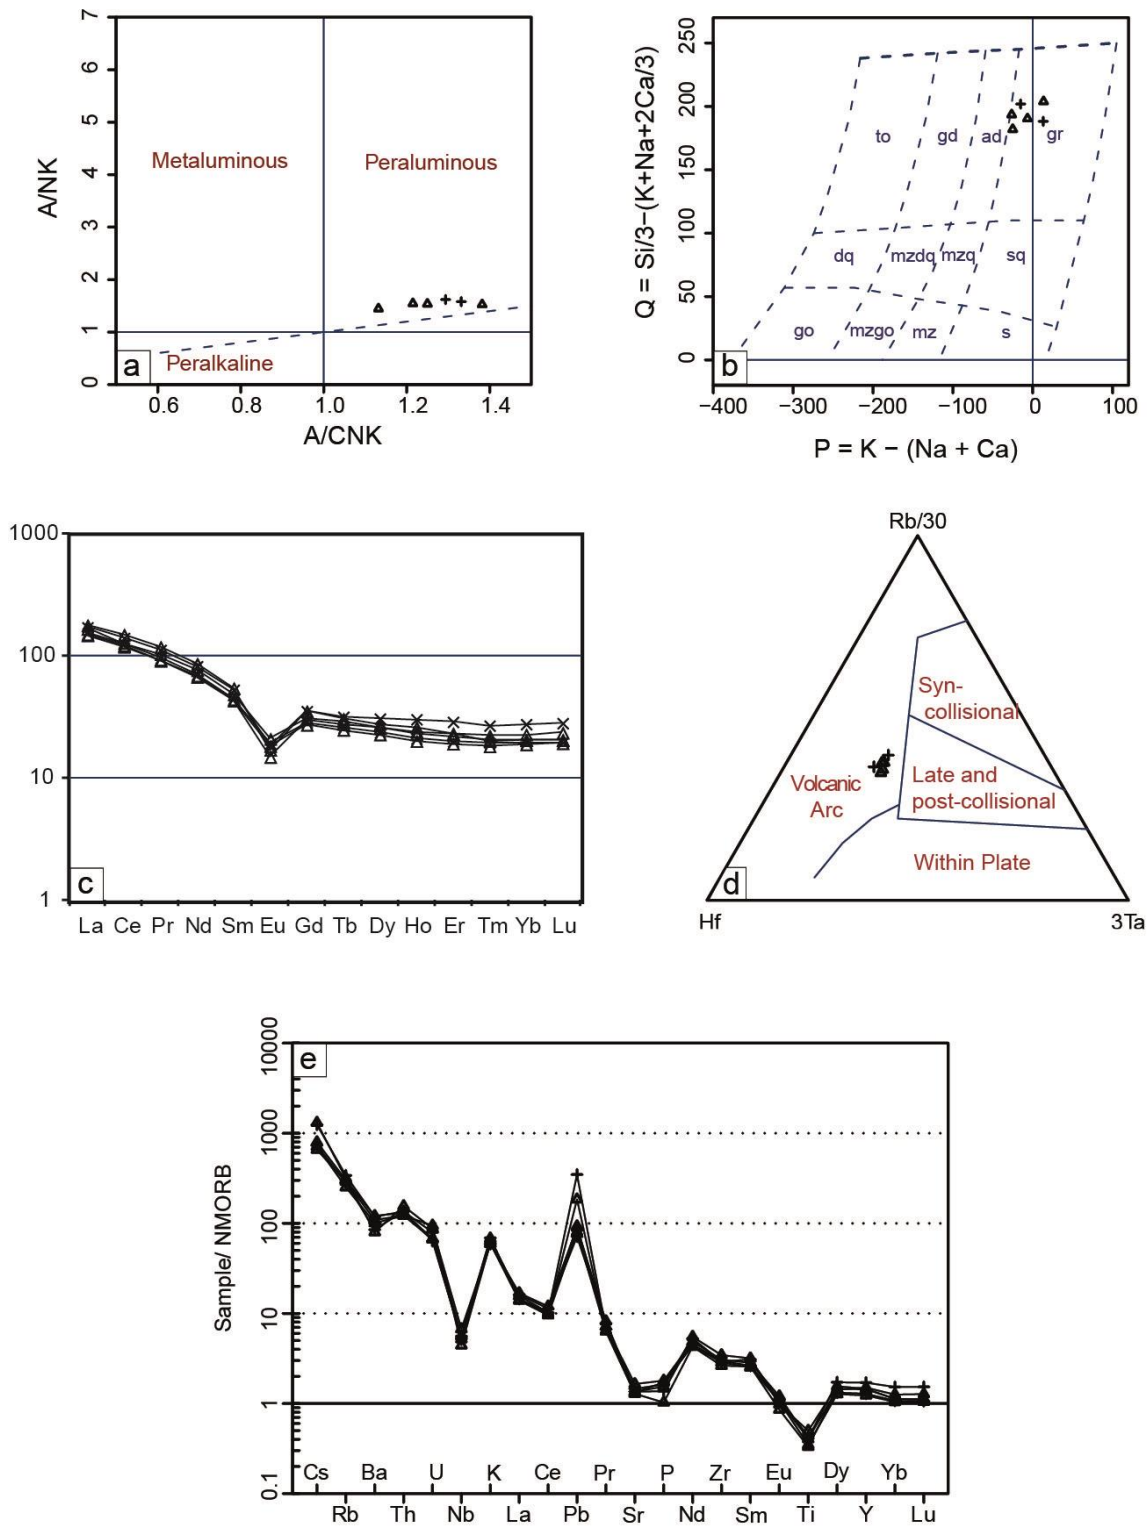 7
6
5
4
3
2
1
0
A/NK
Metaluminous
Peraluminous
Peralkaline
a
0.6 0.8 1.0 1.2 1.4
A/CNK
250
200
150
100
50
0
Q = Si/3−(K+Na+2Ca/3)
to gd ad gr
dq mzdq mzq sq
go mzgo mz s
b
−400 −300 −200 −100 0 100
P = K − (Na + Ca)
1000
100
10
1
c
La Ce Pr Nd Sm Eu Gd Tb Dy Ho Er Tm Yb Lu
Rb/30
Syn-
collisional
Volcanic
Arc
Late and
post-collisional
Within Plate
d
Hf 3Ta
e
10000
1000
100
10
1
0.1
Sample/ NMORB
Cs Ba U K Ce Pr P Zr Eu Dy Yb
Rb Th Nb La Pb Sr Nd Sm Ti Y Lu